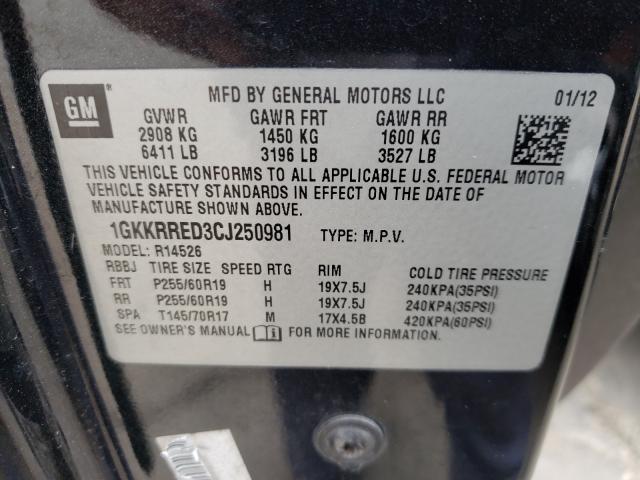 GM ® MFD BY GENERAL MOTORS LLC 01/12
GVWR GAWR FRT GAWR RR
2908 KG 1450 KG 1600 KG
6411 LB 3196 LB 3527 LB
THIS VEHICLE CONFORMS TO ALL APPLICABLE U.S. FEDERAL MOTOR
VEHICLE SAFETY STANDARDS IN EFFECT ON THE DATE OF
MANUFACTURE SHOWN ABOVE.
1GKKRRED3CJ250981 TYPE: M.P.V.
MODEL: R14526
RBBJ TIRE SIZE SPEED RTG RIM COLD TIRE PRESSURE
FRT P255/60R19 H 19X7.5J 240KPA(35PSI)
RR P255/60R19 H 19X7.5J 240KPA(35PSI)
SPA T145/70R17 M 17X4.5B 420KPA(60PSI)
SEE OWNER'S MANUAL FOR MORE INFORMATION.